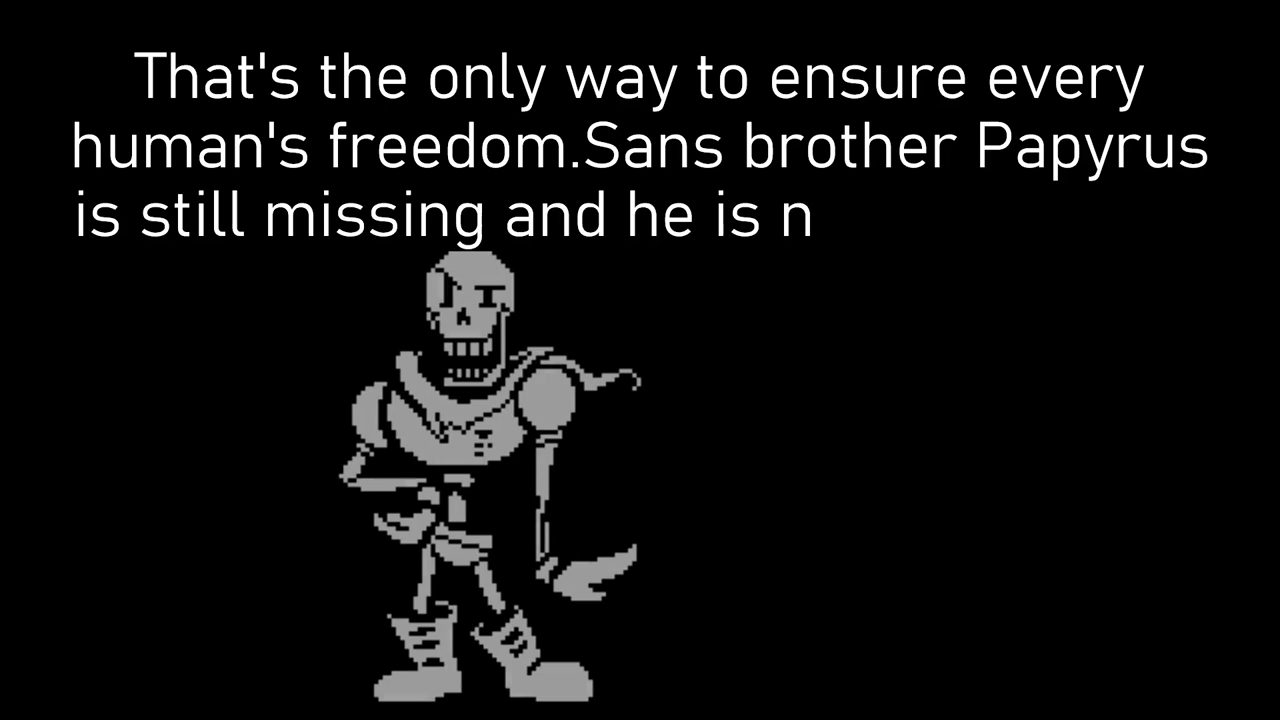 That's the only way to ensure every
human's freedom.Sans brother Papyrus
is still missing and he is n